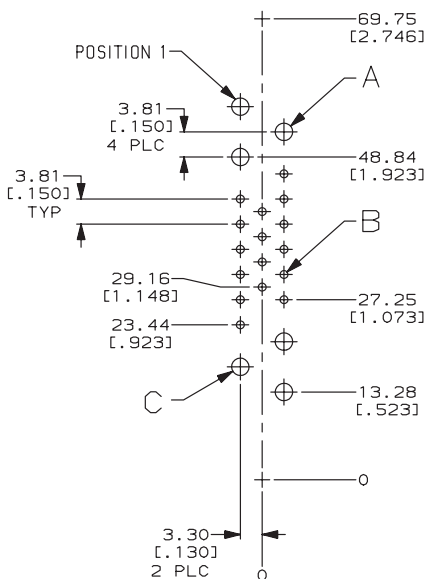 69.75
[2.746]
POSITION 1
A
3.81
[.150]
4 PLC
48.84
[1.923]
3.81
[.150]
TYP
B
29.16
[1.148]
27.25
[1.073]
23.44
[.923]
C
13.28
[.523]
0
3.30
[.130]
2 PLC
0